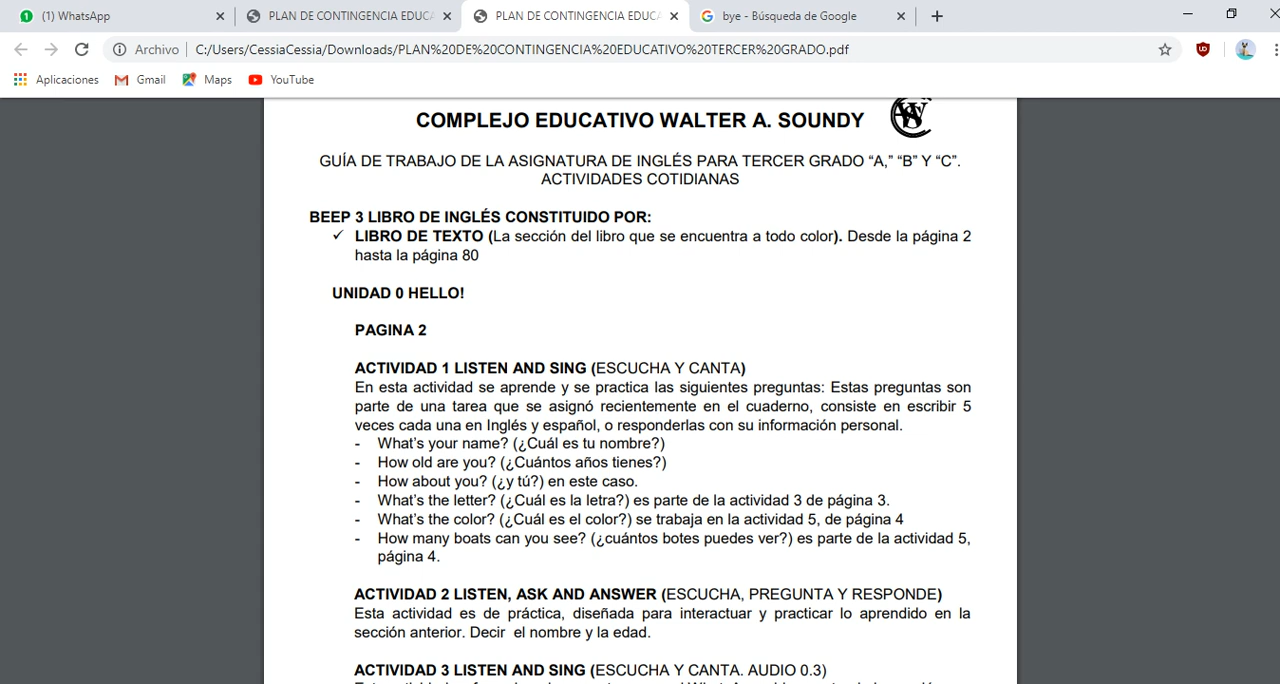 (1) WhatsApp
PLAN DE CONTINGENCIA EDUCA
PLAN DE CONTINGENCIA EDUCA
bye - Búsqueda de Google
Archivo
C:/Users/CessiaCessia/Downloads/PLAN%20DE%20CONTINGENCIA%20EDUCATIVO%20TERCER%20GRADO.pdf
Aplicaciones
Gmail
Maps
YouTube
COMPLEJO EDUCATIVO WALTER A. SOUNDY
GUÍA DE TRABAJO DE LA ASIGNATURA DE INGLÉS PARA TERCER GRADO “A,” “B” Y “C”.
ACTIVIDADES COTIDIANAS
BEEP 3 LIBRO DE INGLÉS CONSTITUIDO POR:
✓ LIBRO DE TEXTO (La sección del libro que se encuentra a todo color). Desde la página 2
hasta la página 80
UNIDAD 0 HELLO!
PAGINA 2
ACTIVIDAD 1 LISTEN AND SING (ESCUCHA Y CANTA)
En esta actividad se aprende y se practica las siguientes preguntas: Estas preguntas son
parte de una tarea que se asignó recientemente en el cuaderno, consiste en escribir 5
veces cada una en Inglés y español, o responderlas con su información personal.
- What’s your name? (¿Cuál es tu nombre?)
- How old are you? (¿Cuántos años tienes?)
- How about you? (¿y tú?) en este caso.
- What’s the letter? (¿Cuál es la letra?) es parte de la actividad 3 de página 3.
- What’s the color? (¿Cuál es el color?) se trabaja en la actividad 5, de página 4
- How many boats can you see? (¿cuántos botes puedes ver?) es parte de la actividad 5,
página 4.
ACTIVIDAD 2 LISTEN, ASK AND ANSWER (ESCUCHA, PREGUNTA Y RESPONDE)
Esta actividad es de práctica, diseñada para interactuar y practicar lo aprendido en la
sección anterior. Decir el nombre y la edad.
ACTIVIDAD 3 LISTEN AND SING (ESCUCHA Y CANTA. AUDIO 0.3)